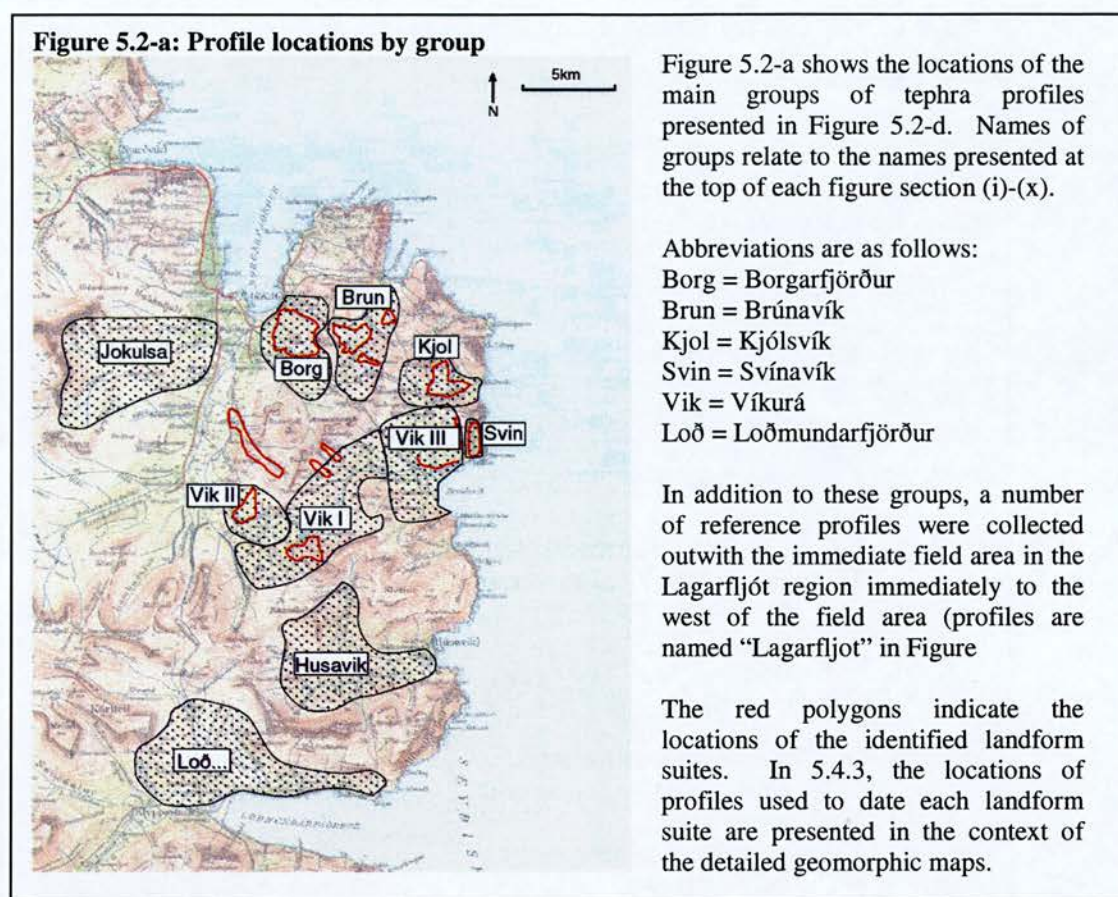 Figure 5.2-a: Profile locations by group
5km
N
Brun
Jokulsa
Borg
Kjol
Vik III
Svin
Vik II
Vik I
Husavik
Loð...
Figure 5.2-a shows the locations of the
main groups of tephra profiles
presented in Figure 5.2-d. Names of
groups relate to the names presented at
the top of each figure section (i)-(x).
Abbreviations are as follows:
Borg = Borgarfjörður
Brun = Brúnavík
Kjol = Kjólsvík
Svin = Svínavík
Vik = Víkurá
Loð = Loðmundarfjörður
In addition to these groups, a number
of reference profiles were collected
outwith the immediate field area in the
Lagarfljót region immediately to the
west of the field area (profiles are
named “Lagarfljot” in Figure
The red polygons indicate the
locations of the identified landform
suites. In 5.4.3, the locations of
profiles used to date each landform
suite are presented in the context of
the detailed geomorphic maps.